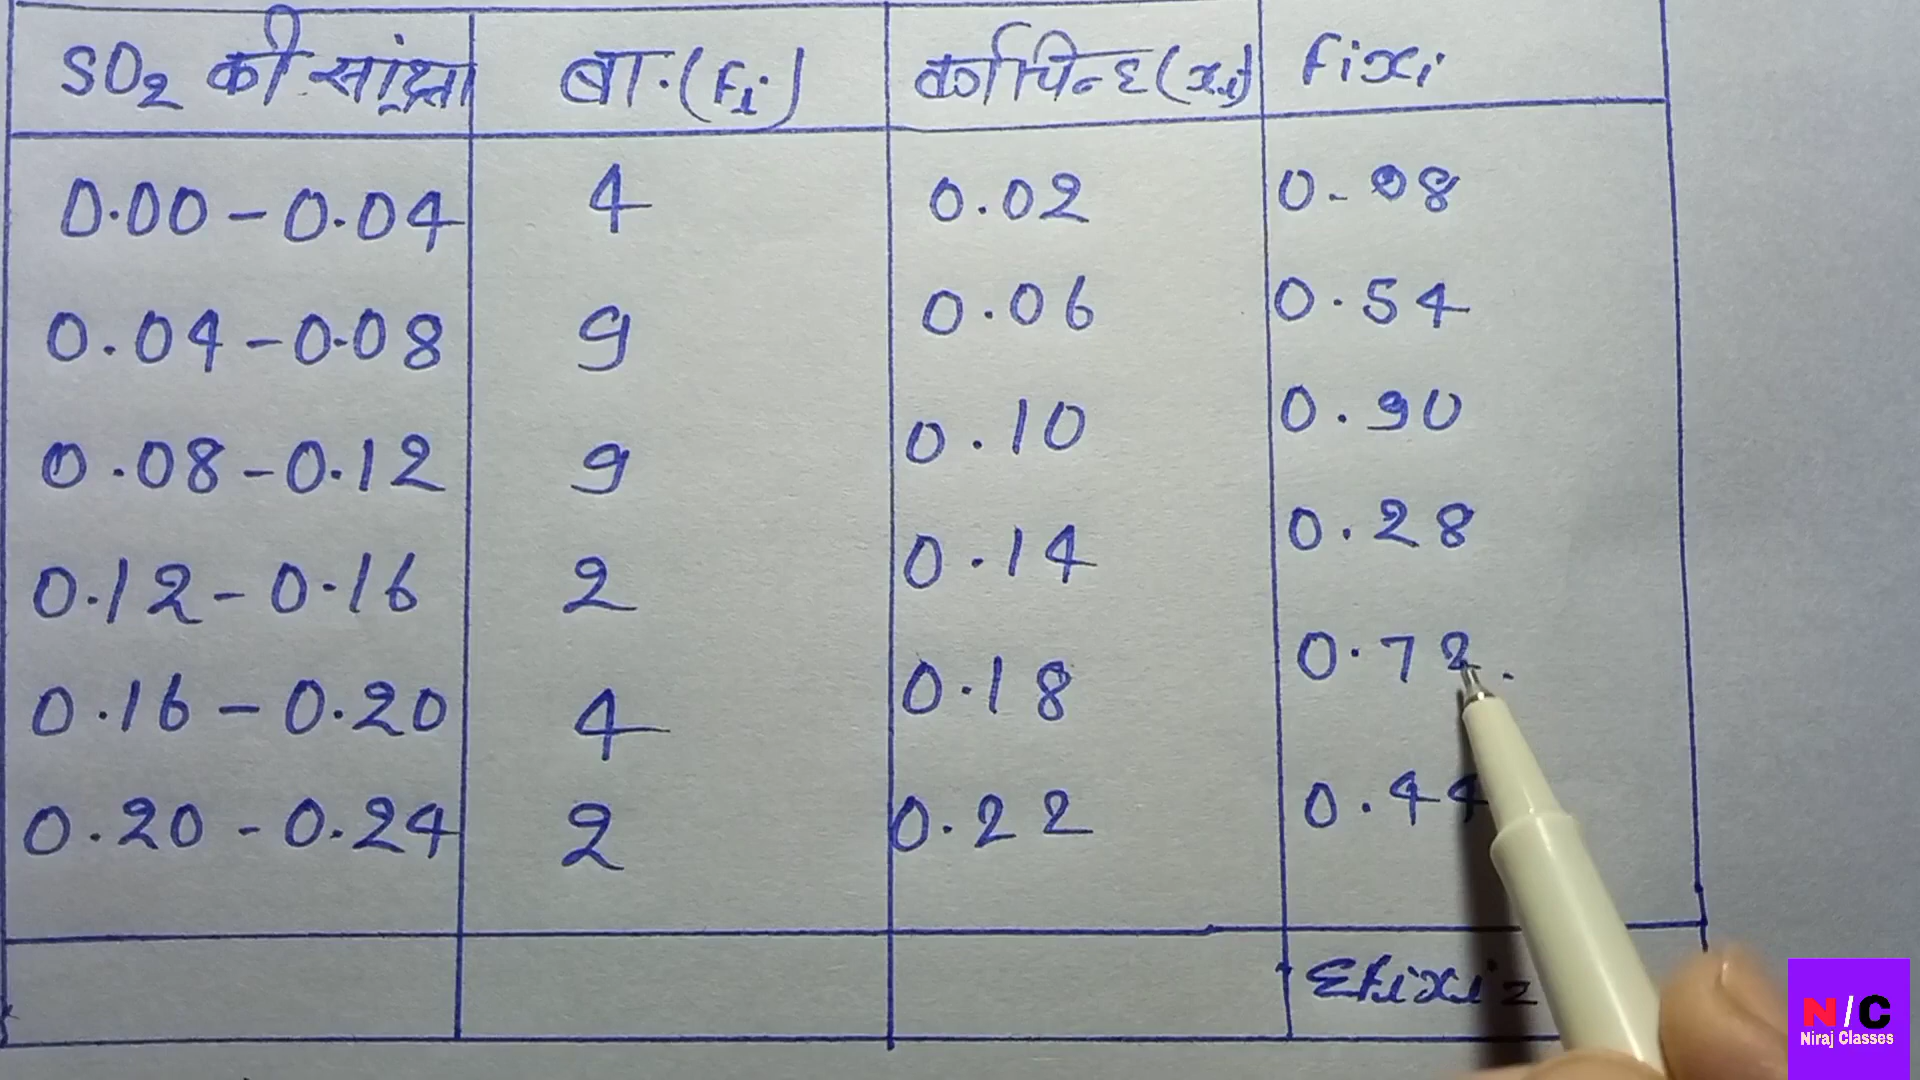 SO2 की सांद्रता बा.(fi) वर्ग चिन्ह (xi) fixi
0.00-0.04 4 0.02 0.08
0.04-0.08 9 0.06 0.54
0.08-0.12 9 0.10 0.90
0.12-0.16 2 0.14 0.28
0.16-0.20 4 0.18 0.72
0.20-0.24 2 0.22 0.44
Σfixi =
N/C
Niraj Classes